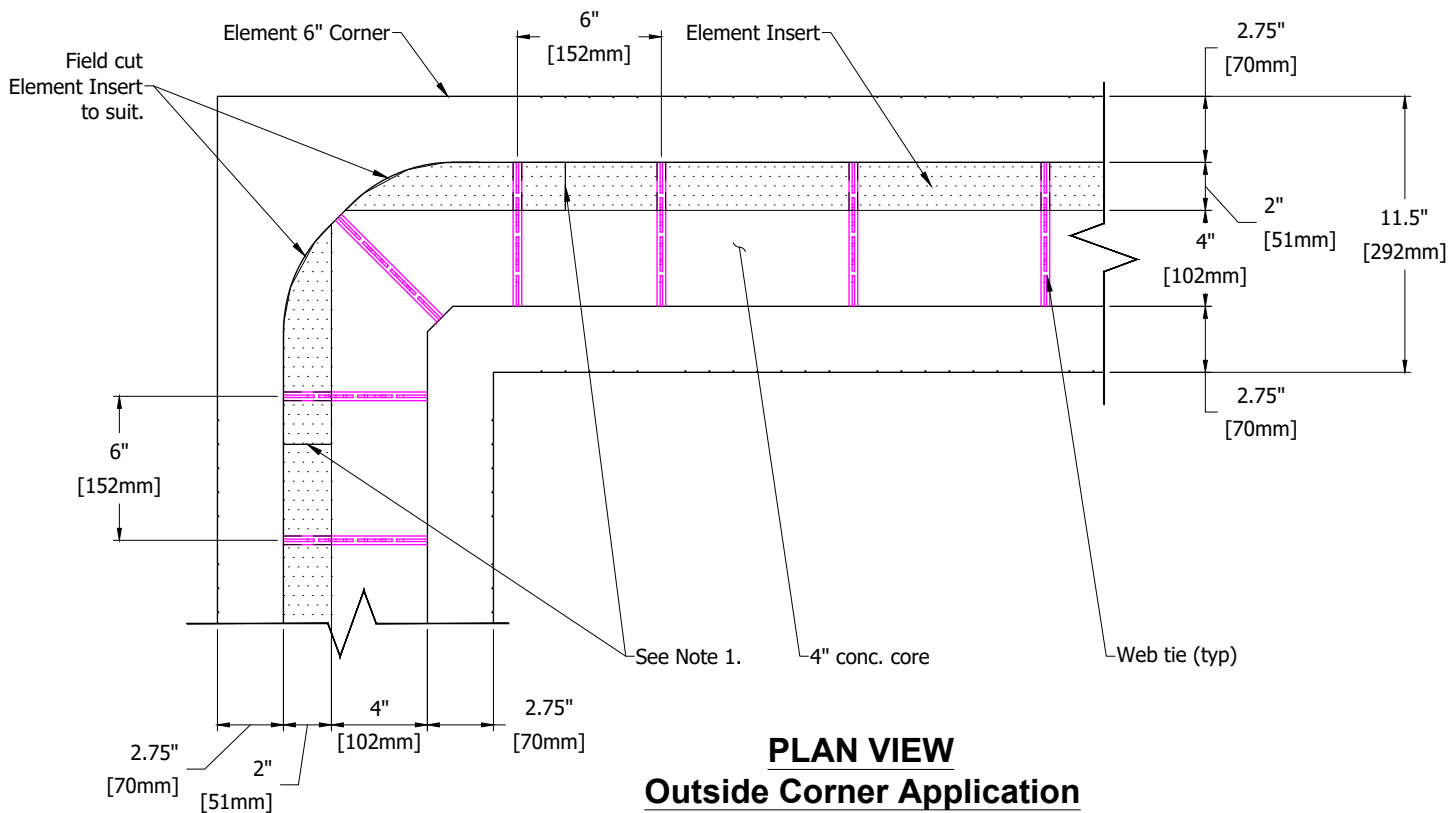 Element 6" Corner
6"
[152mm]
Element Insert
2.75"
[70mm]
Field cut
Element Insert
to suit.
2"
[51mm]
11.5"
[292mm]
4"
[102mm]
2.75"
[70mm]
6"
[152mm]
See Note 1.
4" conc. core
Web tie (typ)
2.75"
[70mm]
2"
[51mm]
4"
[102mm]
2.75"
[70mm]
PLAN VIEW
Outside Corner Application